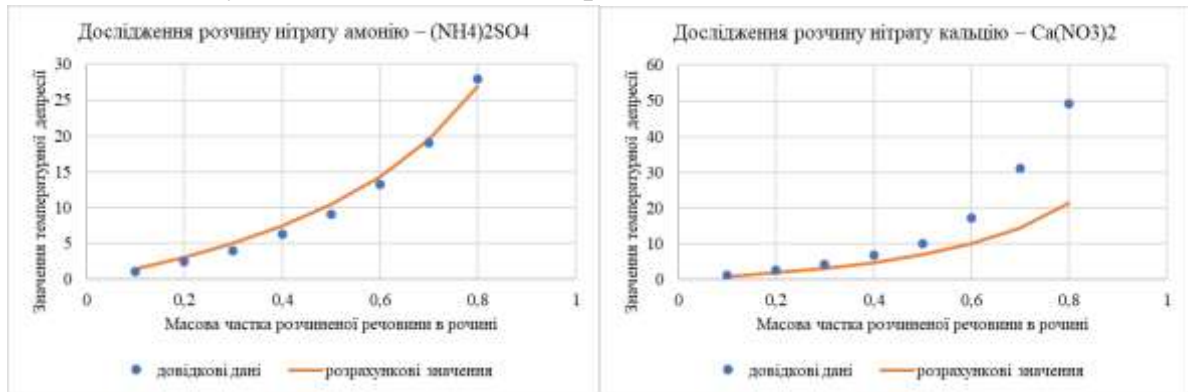 Дослідження розчину нітрату амонію – (NH4)2SO4
Значення температурної депресії
30
25
20
15
10
5
0
0
0,2
0,4
0,6
0,8
1
Масова частка розчиненої речовини в рочині
довідкові дані
розрахункові значення
Дослідження розчину нітрату кальцію – Ca(NO3)2
Значення температурної депресії
60
50
40
30
20
10
0
0
0,2
0,4
0,6
0,8
1
Масова частка розчиненої речовини в рочині
довідкові дані
розрахункові значення